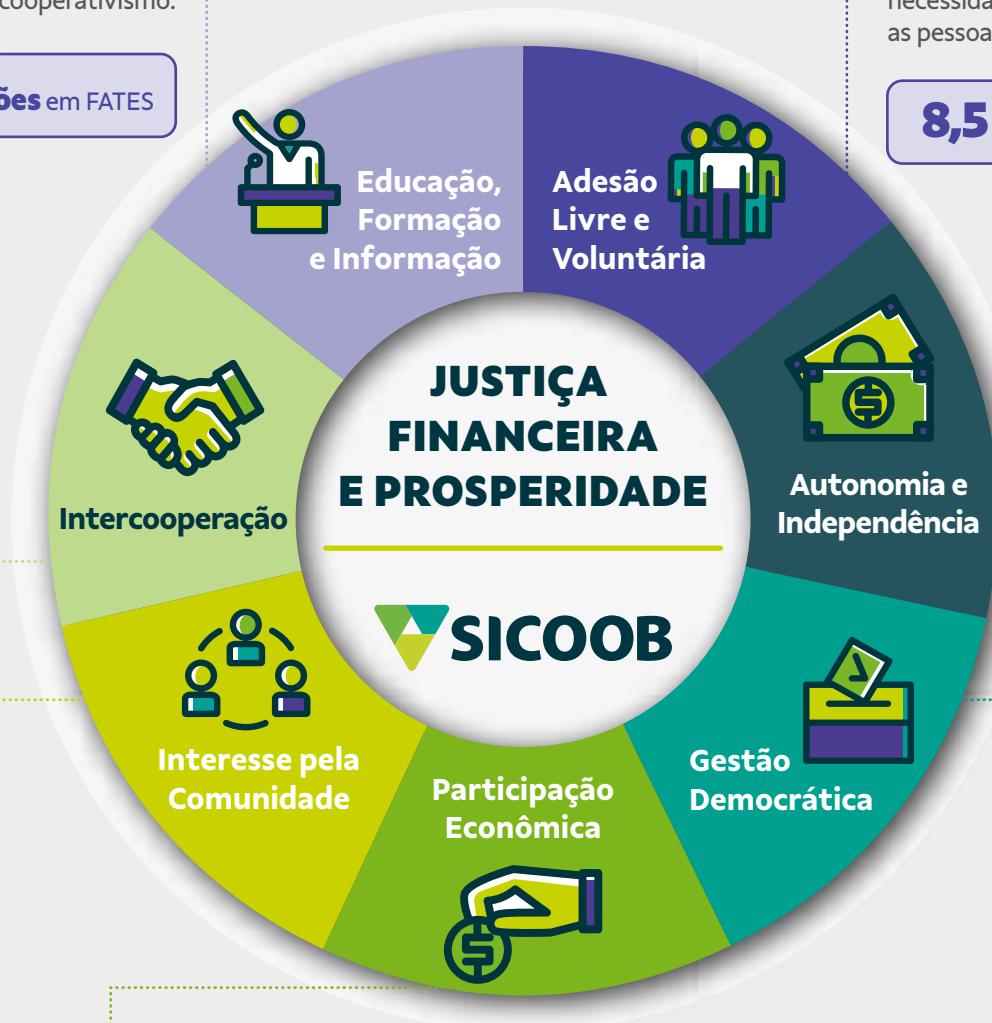 cooperativismo.
ões em FATES
as pessoa
8,5
Educação,
Formação
e Informação
Adesão
Livre e
Voluntária
Autonomia e
Independência
Gestão
Democrática
Participação
Econômica
Interesse pela
Comunidade
Intercooperação
JUSTIÇA
FINANCEIRA
E PROSPERIDADE
SICOOB